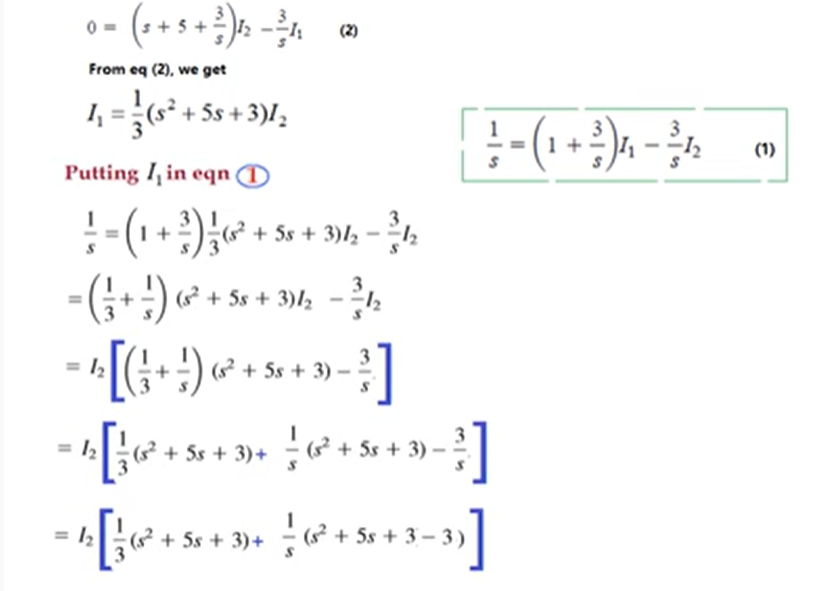 0 = (s + 5 + 3/s)I₂ − 3/s I₁ (2)
From eq (2), we get
I₁ = 1/3 (s² + 5s + 3)I₂
1/s = (1 + 3/s)I₁ − 3/s I₂ (1)
Putting I₁ in eqn 1
1/s = (1 + 3/s) 1/3 (s² + 5s + 3)I₂ − 3/s I₂
= (1/3 + 1/s) (s² + 5s + 3)I₂ − 3/s I₂
= I₂ [(1/3 + 1/s) (s² + 5s + 3) − 3/s]
= I₂ [1/3 (s² + 5s + 3) + 1/s (s² + 5s + 3) − 3/s]
= I₂ [1/3 (s² + 5s + 3) + 1/s (s² + 5s + 3 − 3)]